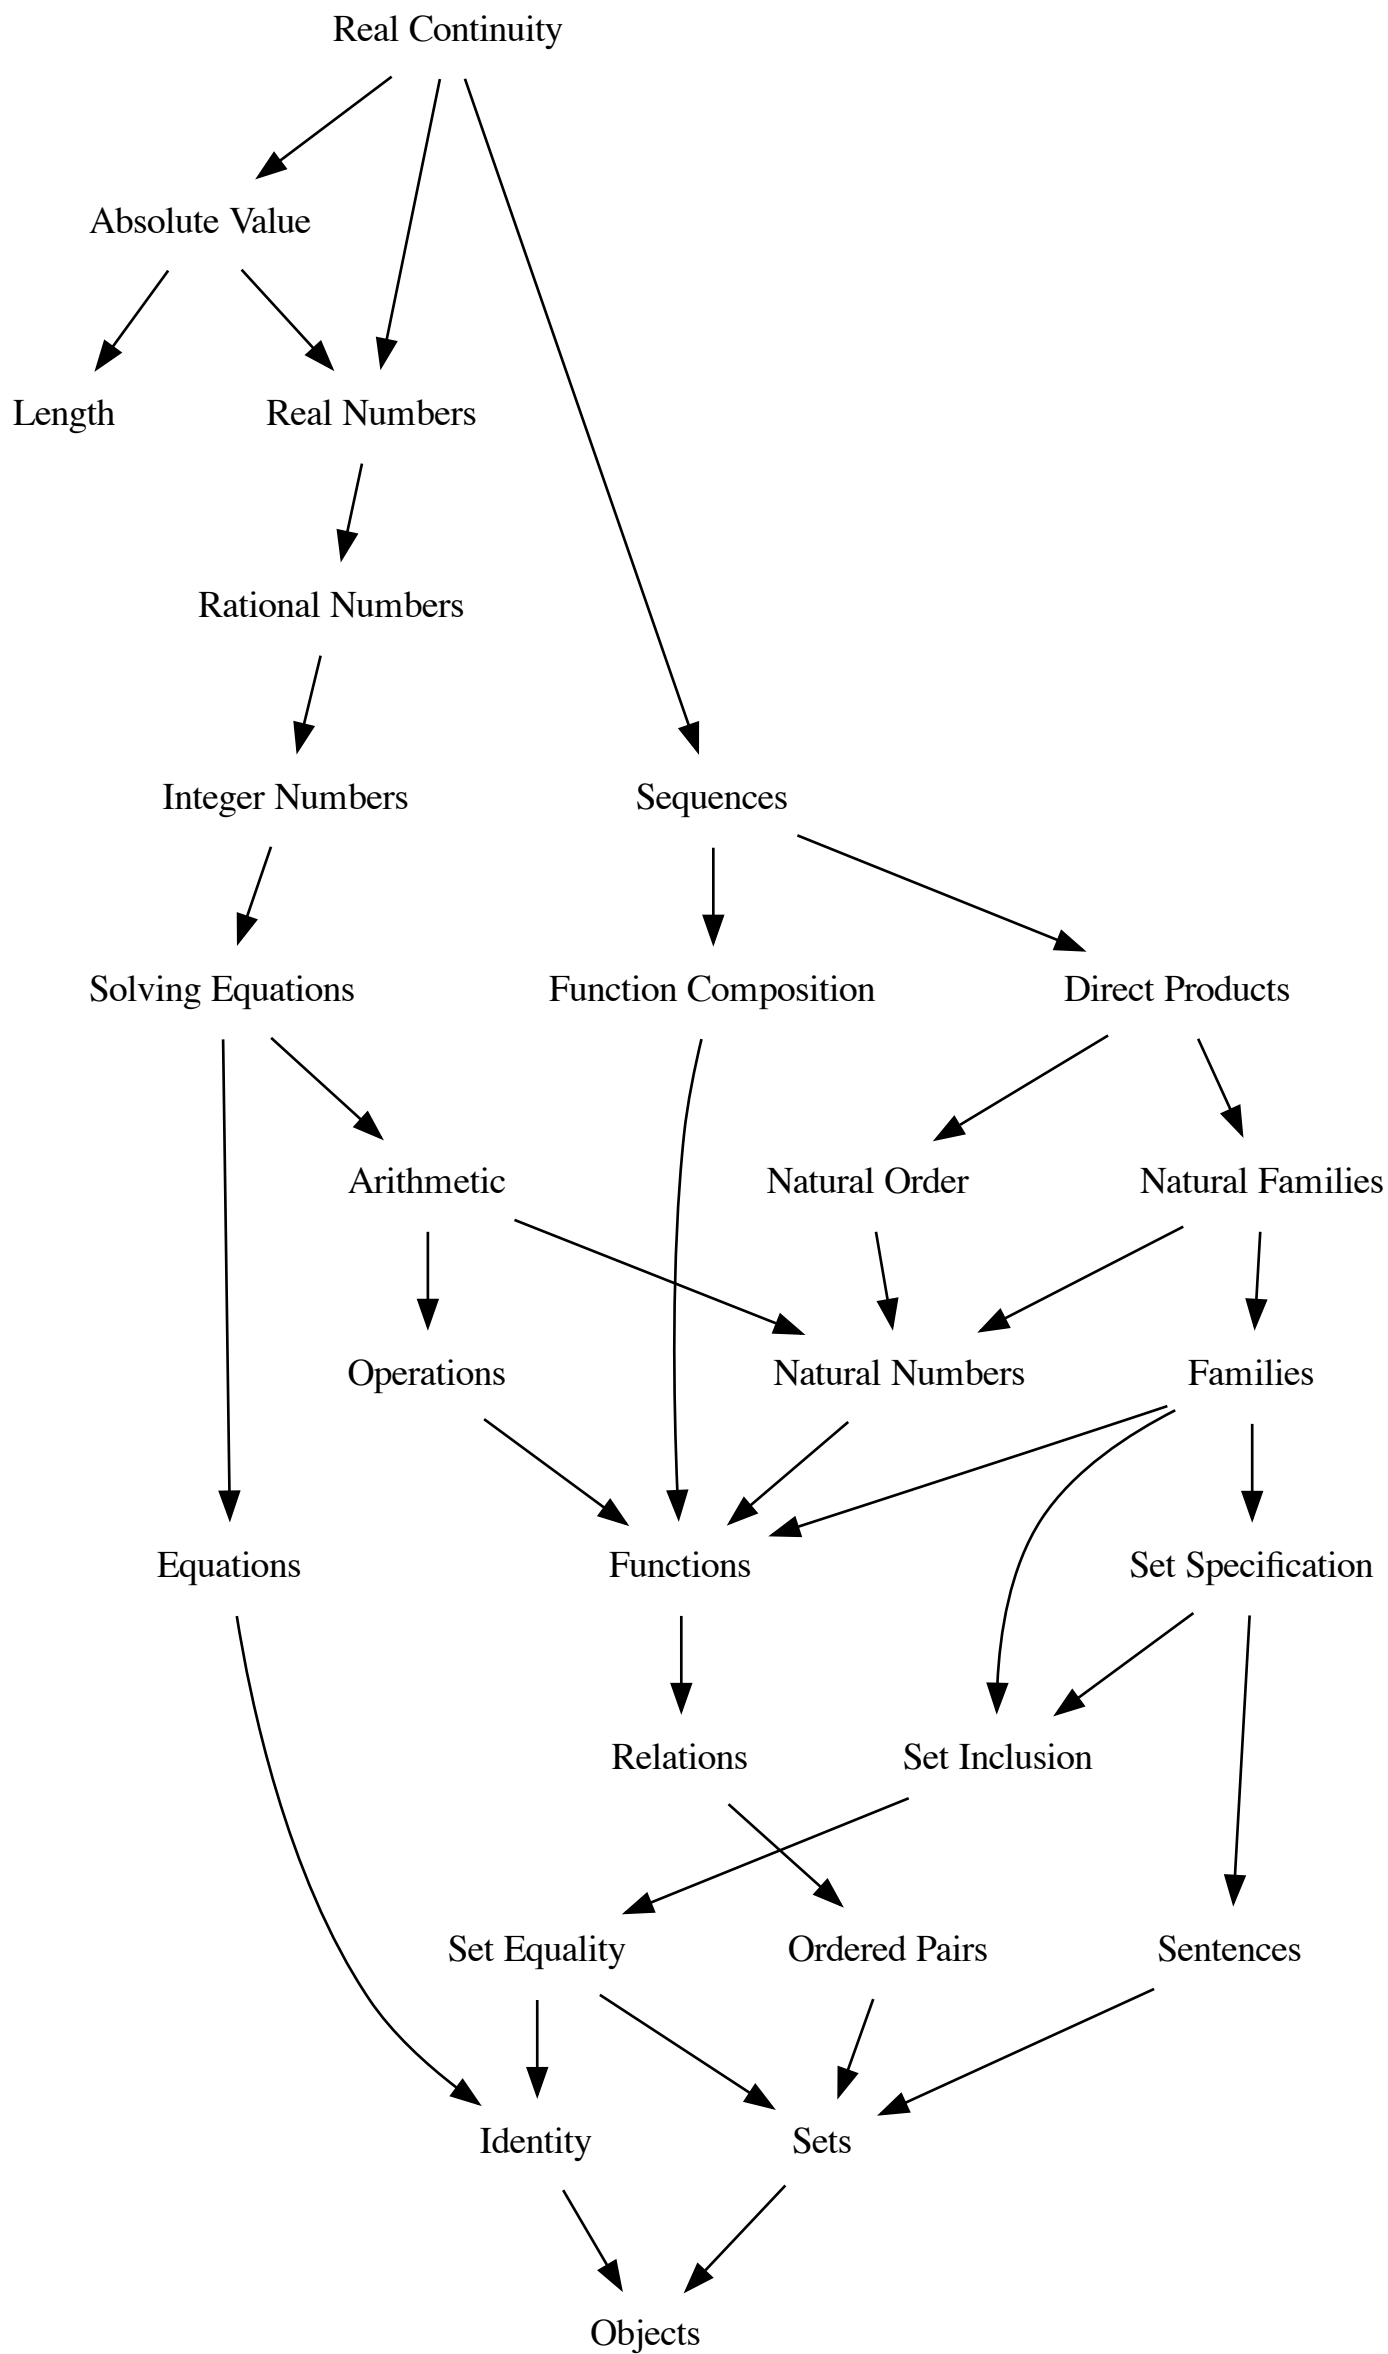 Real Continuity
Absolute Value
Length
Real Numbers
Rational Numbers
Integer Numbers
Sequences
Solving Equations
Function Composition
Direct Products
Arithmetic
Natural Order
Natural Families
Operations
Natural Numbers
Families
Equations
Functions
Set Specification
Relations
Set Inclusion
Set Equality
Ordered Pairs
Sentences
Identity
Sets
Objects